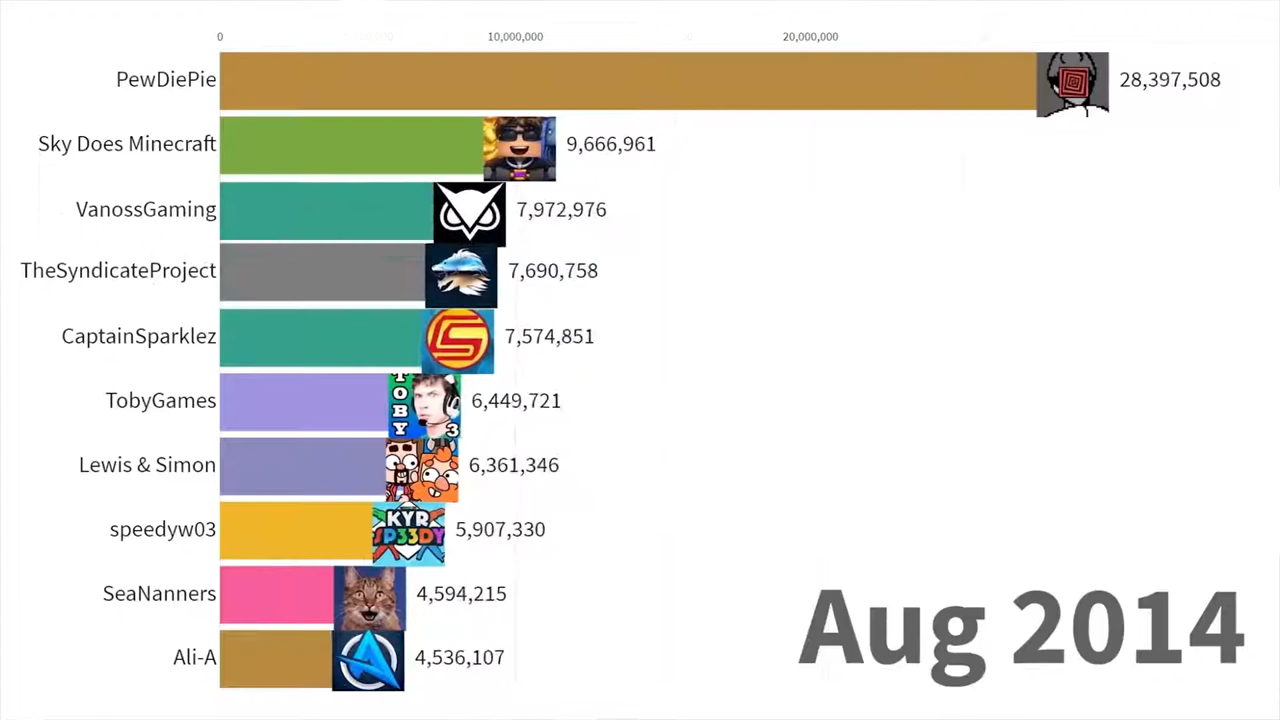 0 10,000,000 20,000,000
PewDiePie 28,397,508
Sky Does Minecraft 9,666,961
VanossGaming 7,972,976
TheSyndicateProject 7,690,758
CaptainSparklez 7,574,851
TobyGames TOBY 3 6,449,721
Lewis & Simon 6,361,346
speedyw03 KYR SP33DY 5,907,330
SeaNanners 4,594,215
Ali-A 4,536,107
Aug 2014